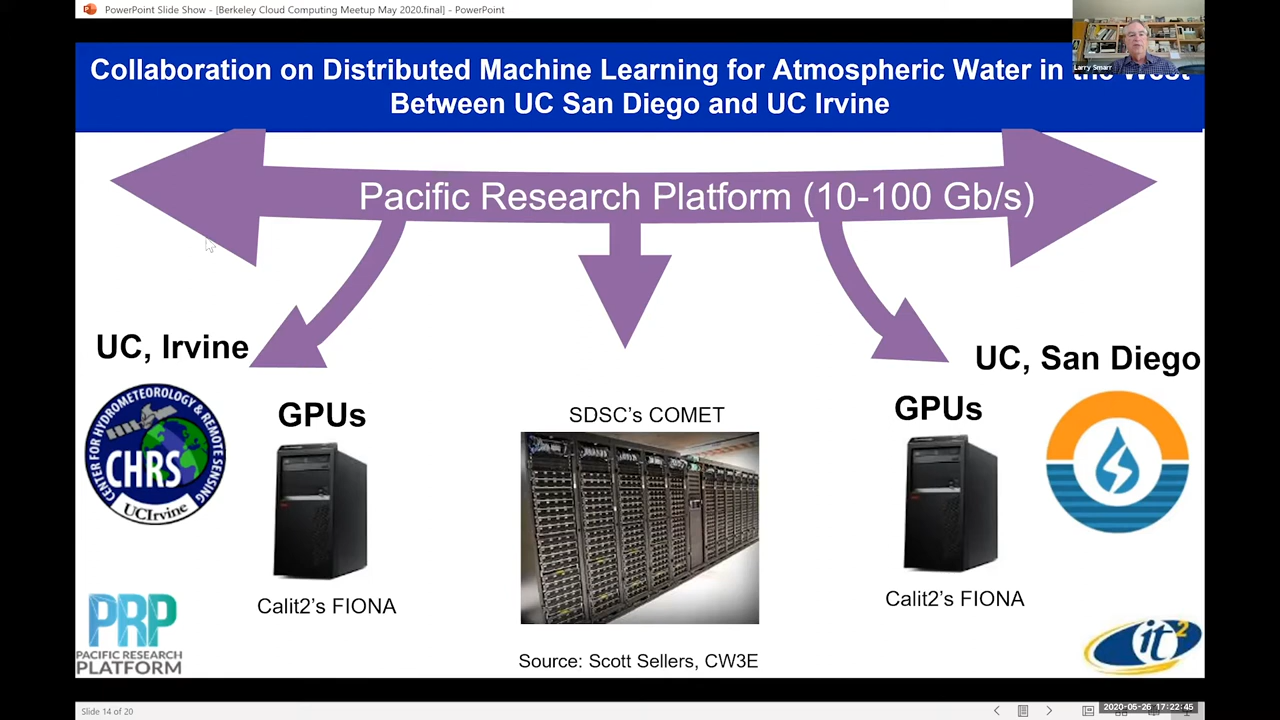 PowerPoint Slide Show - [Berkeley Cloud Computing Meetup May 2020.final] - PowerPoint
Larry Smarr
Collaboration on Distributed Machine Learning for Atmospheric Water in
Between UC San Diego and UC Irvine
Pacific Research Platform (10-100 Gb/s)
UC, Irvine
UC, San Diego
CENTER FOR HYDROMETEOROLOGY & REMOTE SENSING
CHRS
UCIrvine
GPUs
SDSC's COMET
GPUs
Calit2's FIONA
Calit2's FIONA
PRP
PACIFIC RESEARCH
PLATFORM
it2
Source: Scott Sellers, CW3E
Slide 14 of 20
2020-05-26 17:22:45